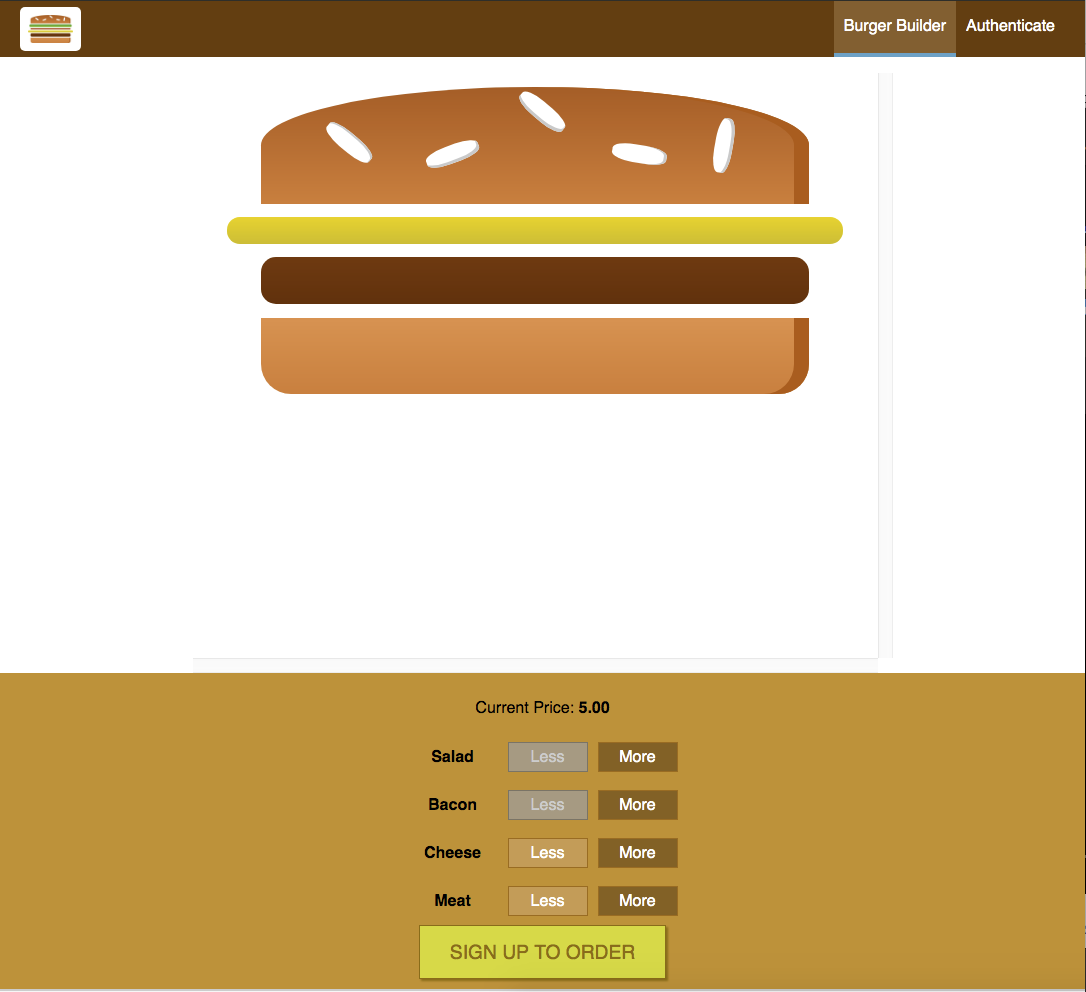 Burger Builder Authenticate
Current Price: 5.00
Salad Less More
Bacon Less More
Cheese Less More
Meat Less More
SIGN UP TO ORDER